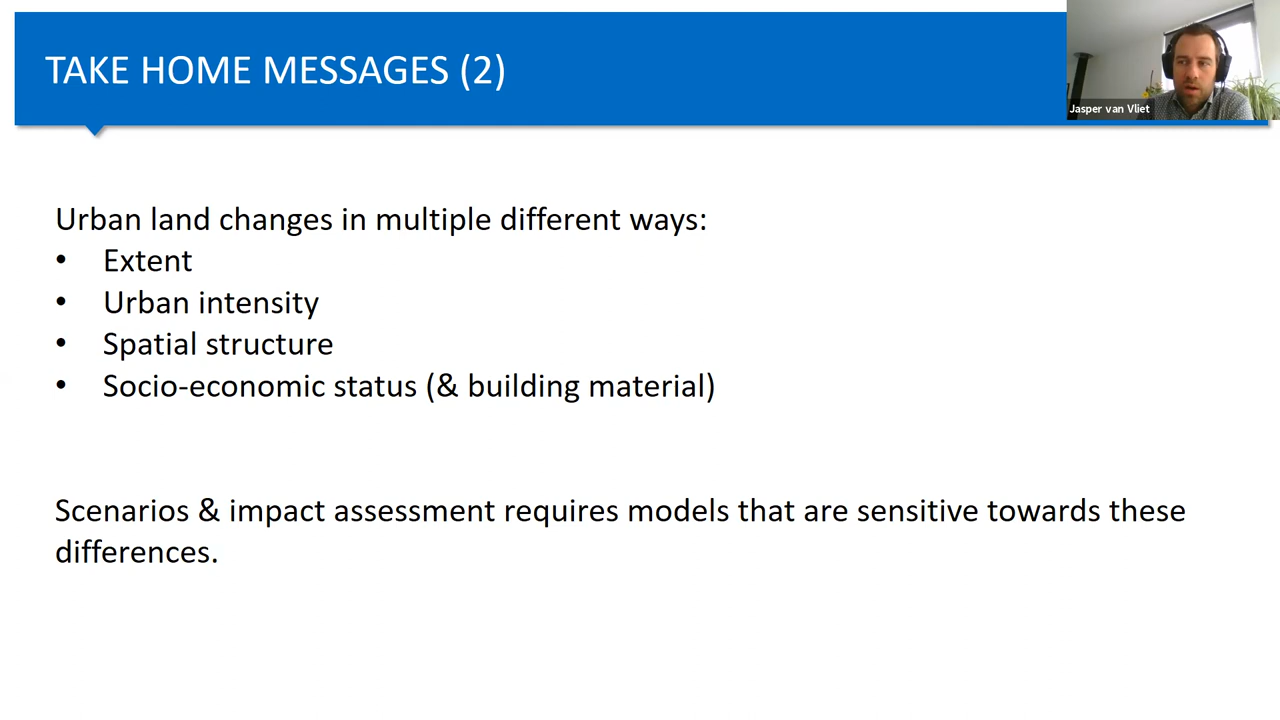 TAKE HOME MESSAGES (2)
Jasper van Vliet
Urban land changes in multiple different ways:
• Extent
• Urban intensity
• Spatial structure
• Socio-economic status (& building material)
Scenarios & impact assessment requires models that are sensitive towards these
differences.